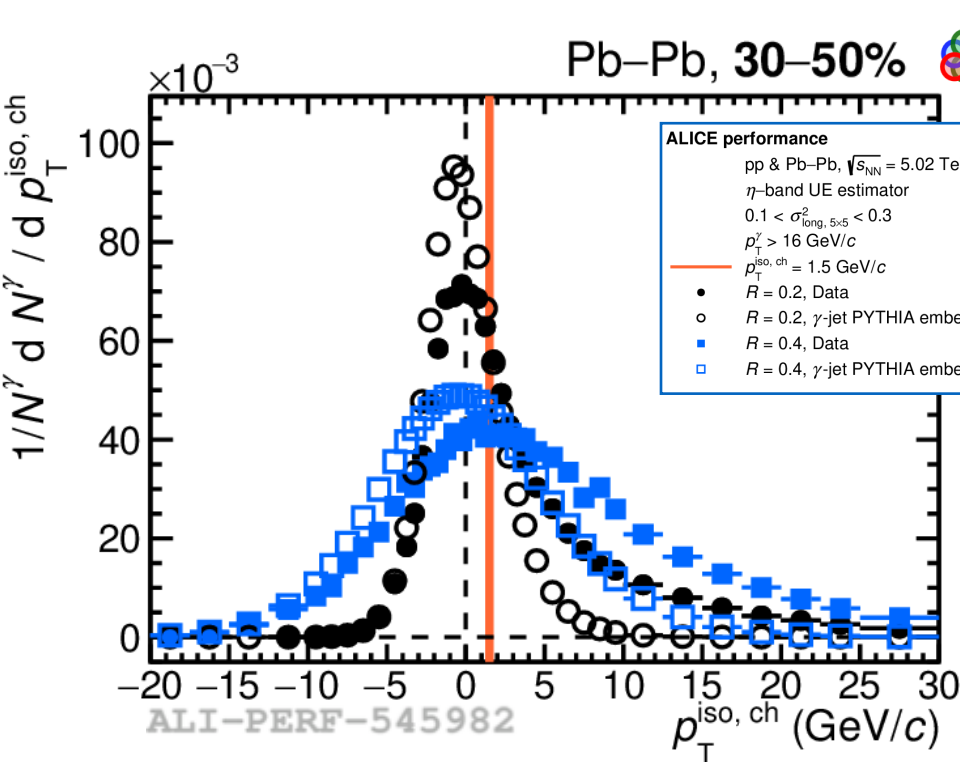 Pb–Pb, 30–50%
×10⁻³
1/Nᵞ d Nᵞ / d p_T^{iso, ch}
100
80
60
40
20
0
ALICE performance
pp & Pb–Pb, √s_NN = 5.02 Te
η–band UE estimator
0.1 < σ²_{long, 5×5} < 0.3
p_T^γ > 16 GeV/c
p_T^{iso, ch} = 1.5 GeV/c
R = 0.2, Data
R = 0.2, γ-jet PYTHIA embe
R = 0.4, Data
R = 0.4, γ-jet PYTHIA embe
−20 −15 −10 −5 0 5 10 15 20 25 30
ALI-PERF-545982
p_T^{iso, ch} (GeV/c)